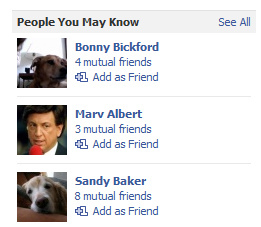 People You May Know See All
Bonny Bickford
4 mutual friends
Add as Friend
Marv Albert
3 mutual friends
Add as Friend
Sandy Baker
8 mutual friends
Add as Friend